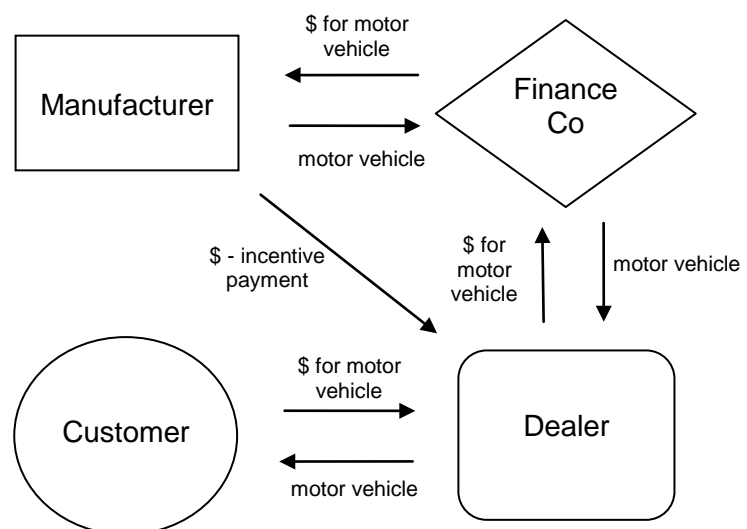 $ for motor
vehicle
Manufacturer
Finance
Co
motor vehicle
$ - incentive
payment
$ for
motor
vehicle
motor vehicle
$ for motor
vehicle
Customer
Dealer
motor vehicle